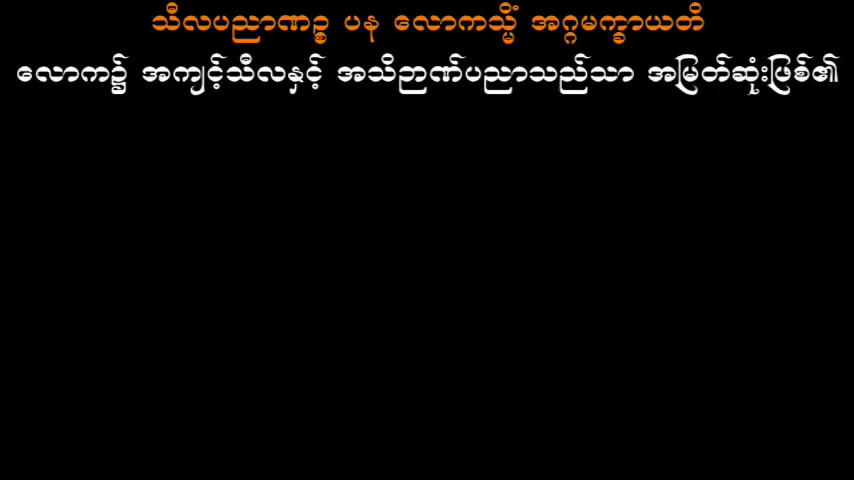 သီလပညာဏဉ္စ ပန လောကသ္မိံ အဂ္ဂမက္ခာယတိ
လောက၌ အကျင့်သီလနှင့် အသိဉာဏ်ပညာသည်သာ အမြတ်ဆုံးဖြစ်၏